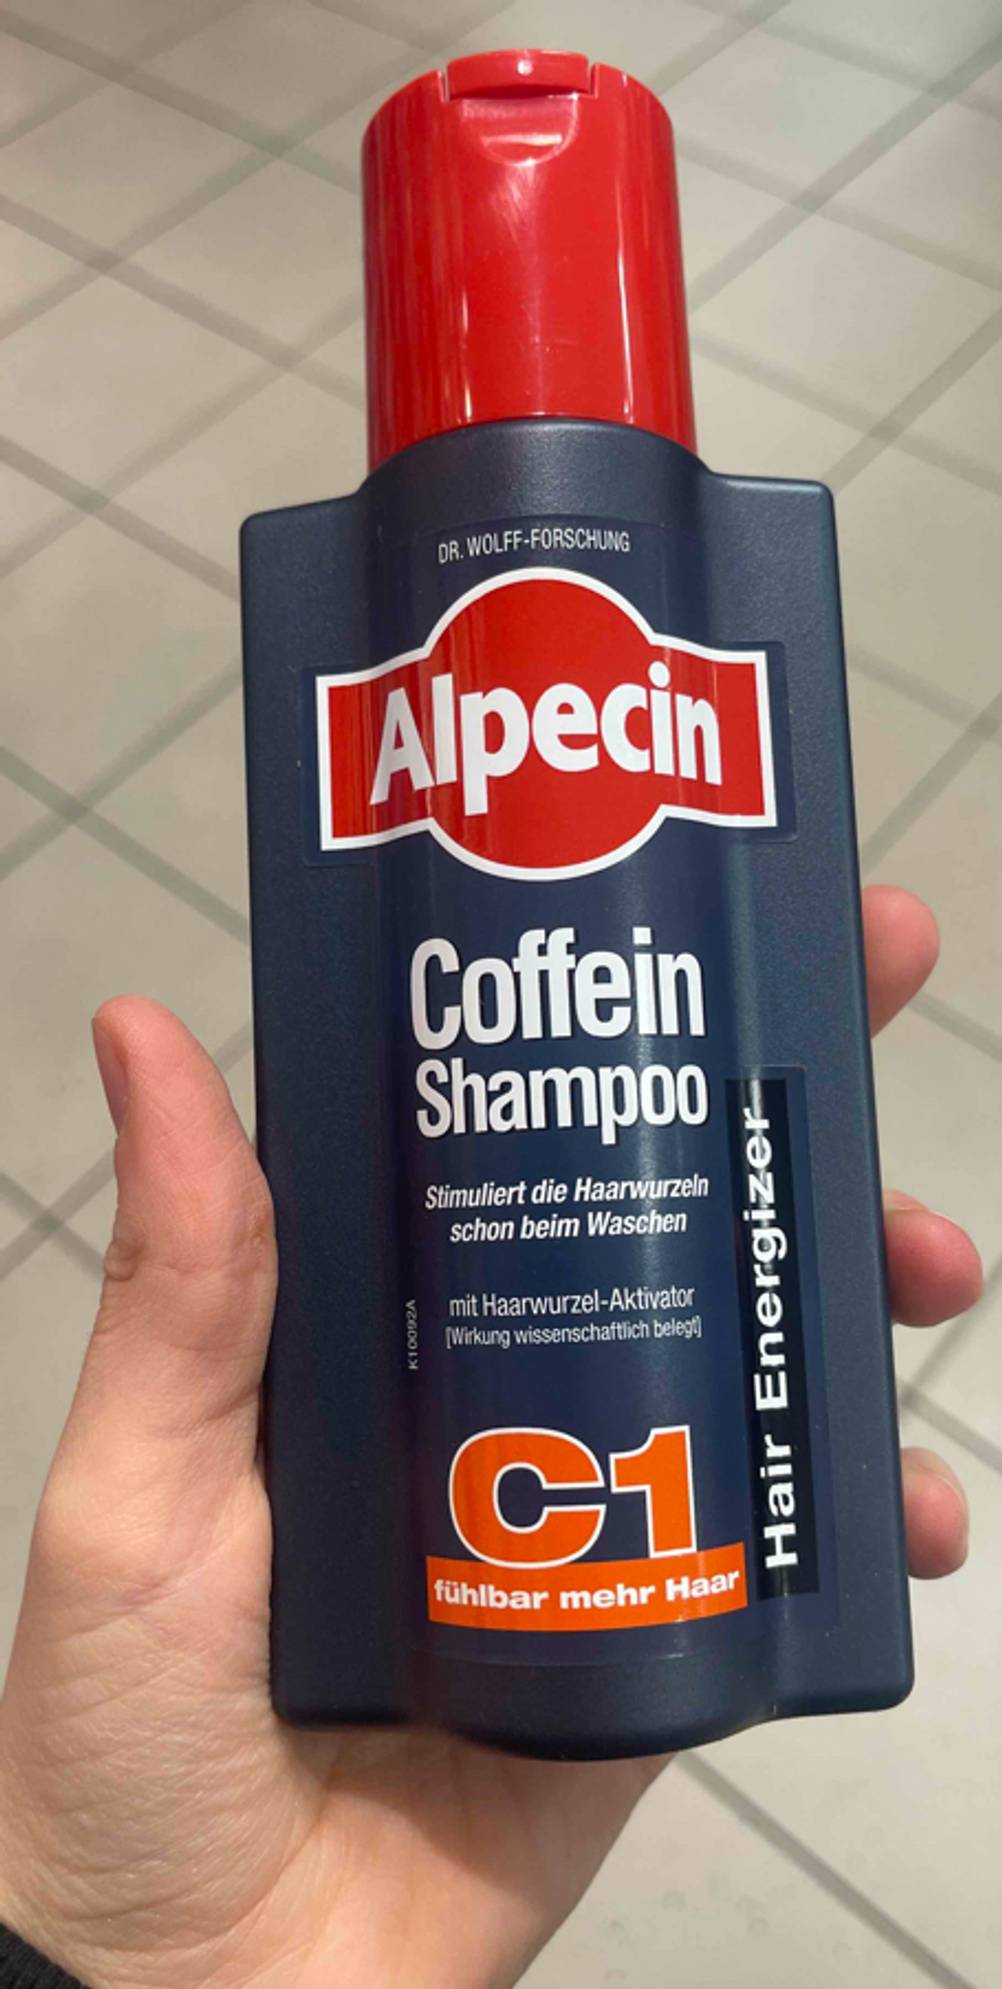 DR. WOLFF-FORSCHUNG
Alpecin
Coffein
Shampoo
Stimuliert die Haarwurzeln
schon beim Waschen
mit Haarwurzel-Aktivator
[Wirkung wissenschaftlich belegt]
K10092A
C1
fühlbar mehr Haar
Hair Energizer